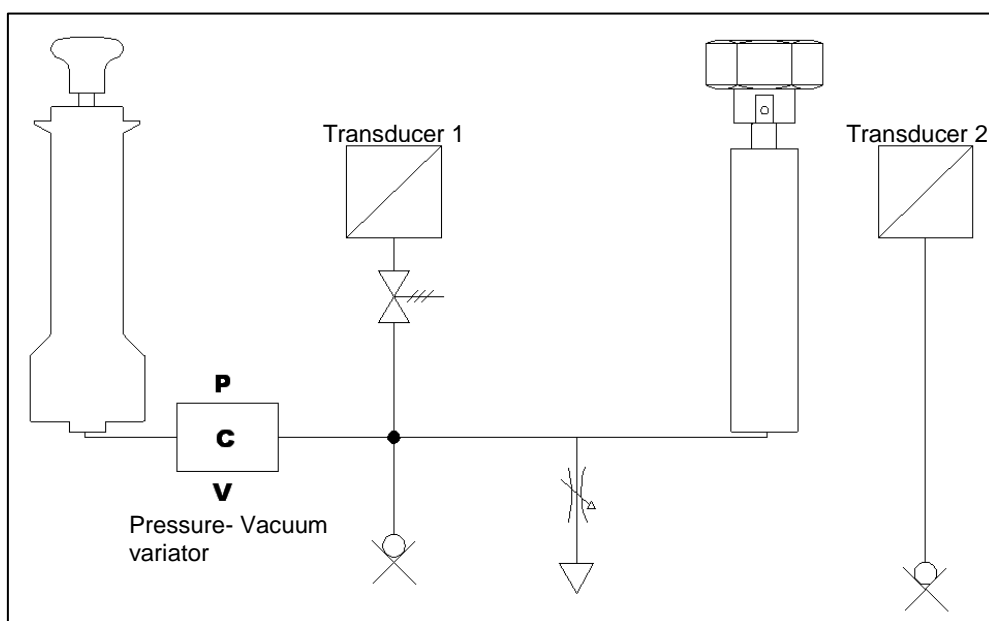 Transducer 1
Transducer 2
P
C
V
Pressure- Vacuum
variator